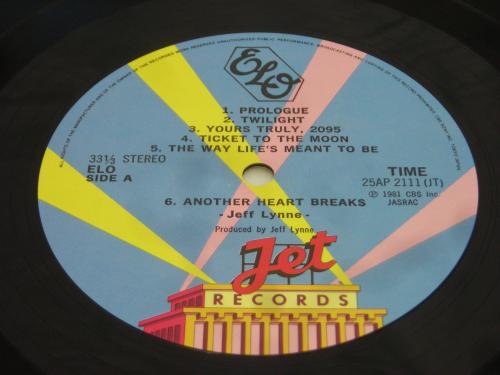 ELO
1. PROLOGUE
2. TWILIGHT
3. YOURS TRULY, 2095
4. TICKET TO THE MOON
5. THE WAY LIFE'S MEANT TO BE
33⅓ STEREO
ELO
SIDE A
TIME
25AP 2111 (JT)
Ⓟ 1981 CBS Inc.
JASRAC
6. ANOTHER HEART BREAKS
- Jeff Lynne -
Produced by Jeff Lynne
Jet
RECORDS